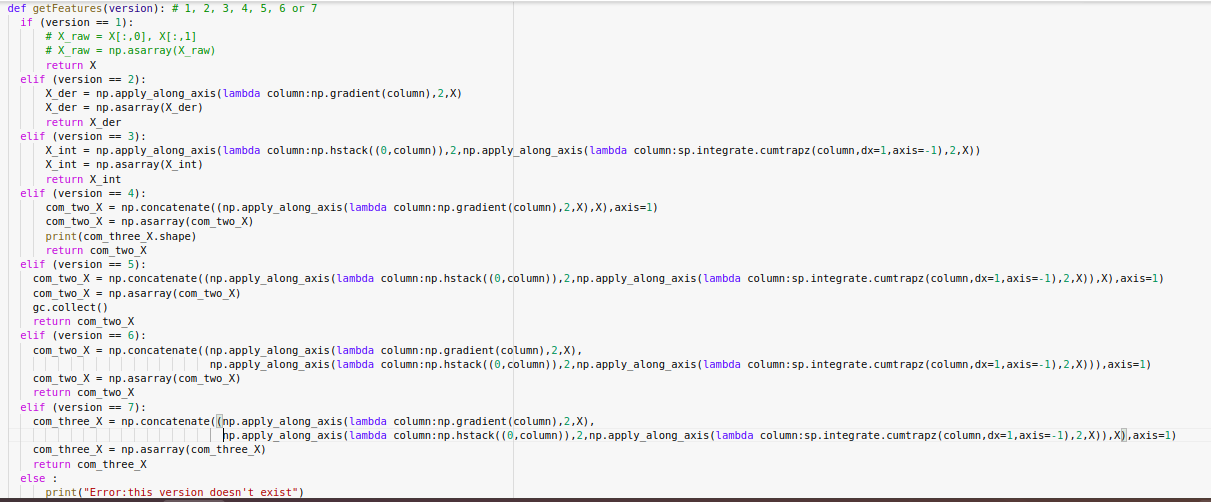 def getFeatures(version): # 1, 2, 3, 4, 5, 6 or 7
if (version == 1):
# X_raw = X[:,0], X[:,1]
# X_raw = np.asarray(X_raw)
return X
elif (version == 2):
X_der = np.apply_along_axis(lambda column:np.gradient(column),2,X)
X_der = np.asarray(X_der)
return X_der
elif (version == 3):
X_int = np.apply_along_axis(lambda column:np.hstack((0,column)),2,np.apply_along_axis(lambda column:sp.integrate.cumtrapz(column,dx=1,axis=-1),2,X))
X_int = np.asarray(X_int)
return X_int
elif (version == 4):
com_two_X = np.concatenate((np.apply_along_axis(lambda column:np.gradient(column),2,X),X),axis=1)
com_two_X = np.asarray(com_two_X)
print(com_three_X.shape)
return com_two_X
elif (version == 5):
com_two_X = np.concatenate((np.apply_along_axis(lambda column:np.hstack((0,column)),2,np.apply_along_axis(lambda column:sp.integrate.cumtrapz(column,dx=1,axis=-1),2,X)),X),axis=1)
com_two_X = np.asarray(com_two_X)
gc.collect()
return com_two_X
elif (version == 6):
com_two_X = np.concatenate((np.apply_along_axis(lambda column:np.gradient(column),2,X),
np.apply_along_axis(lambda column:np.hstack((0,column)),2,np.apply_along_axis(lambda column:sp.integrate.cumtrapz(column,dx=1,axis=-1),2,X))),axis=1)
com_two_X = np.asarray(com_two_X)
return com_two_X
elif (version == 7):
com_three_X = np.concatenate((np.apply_along_axis(lambda column:np.gradient(column),2,X),
np.apply_along_axis(lambda column:np.hstack((0,column)),2,np.apply_along_axis(lambda column:sp.integrate.cumtrapz(column,dx=1,axis=-1),2,X)),X),axis=1)
com_three_X = np.asarray(com_three_X)
return com_three_X
else :
print("Error:this version doesn't exist")